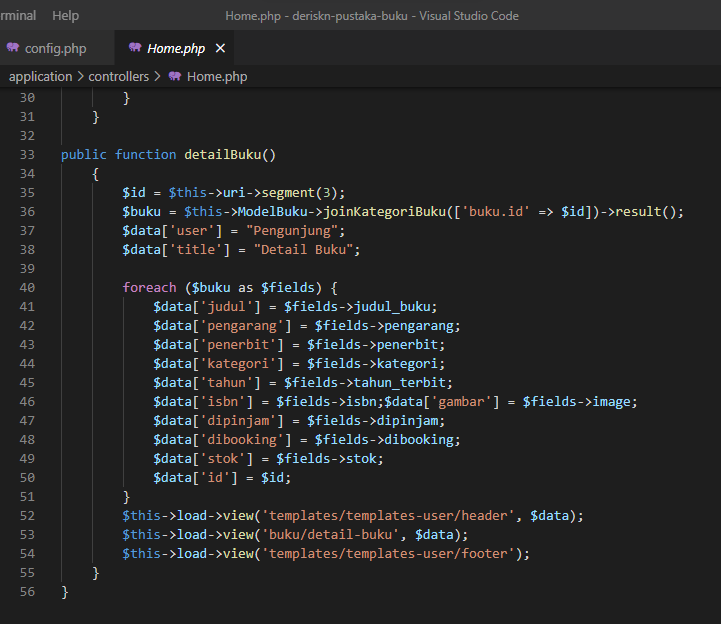 rminal Help Home.php - deriskn-pustaka-buku - Visual Studio Code
config.php Home.php ✕
application > controllers > Home.php
30 }
31 }
32
33 public function detailBuku()
34 {
35 $id = $this->uri->segment(3);
36 $buku = $this->ModelBuku->joinKategoriBuku(['buku.id' => $id])->result();
37 $data['user'] = "Pengunjung";
38 $data['title'] = "Detail Buku";
39
40 foreach ($buku as $fields) {
41 $data['judul'] = $fields->judul_buku;
42 $data['pengarang'] = $fields->pengarang;
43 $data['penerbit'] = $fields->penerbit;
44 $data['kategori'] = $fields->kategori;
45 $data['tahun'] = $fields->tahun_terbit;
46 $data['isbn'] = $fields->isbn;$data['gambar'] = $fields->image;
47 $data['dipinjam'] = $fields->dipinjam;
48 $data['dibooking'] = $fields->dibooking;
49 $data['stok'] = $fields->stok;
50 $data['id'] = $id;
51 }
52 $this->load->view('templates/templates-user/header', $data);
53 $this->load->view('buku/detail-buku', $data);
54 $this->load->view('templates/templates-user/footer');
55 }
56 }